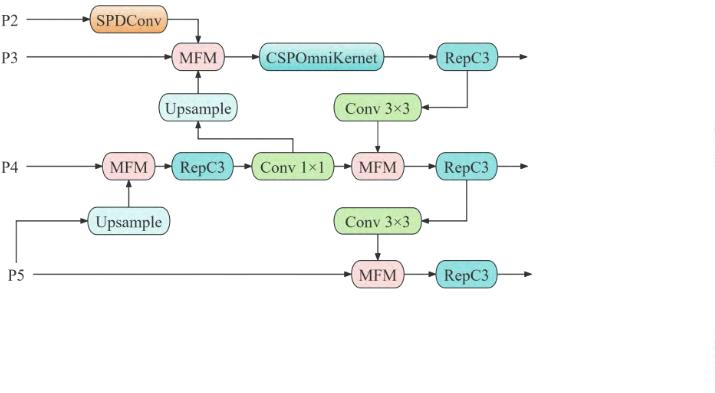 P2 SPDConv
P3 MFM CSPOmniKernet RepC3
Upsample Conv 3×3
P4 MFM RepC3 Conv 1×1 MFM RepC3
Upsample Conv 3×3
P5 MFM RepC3